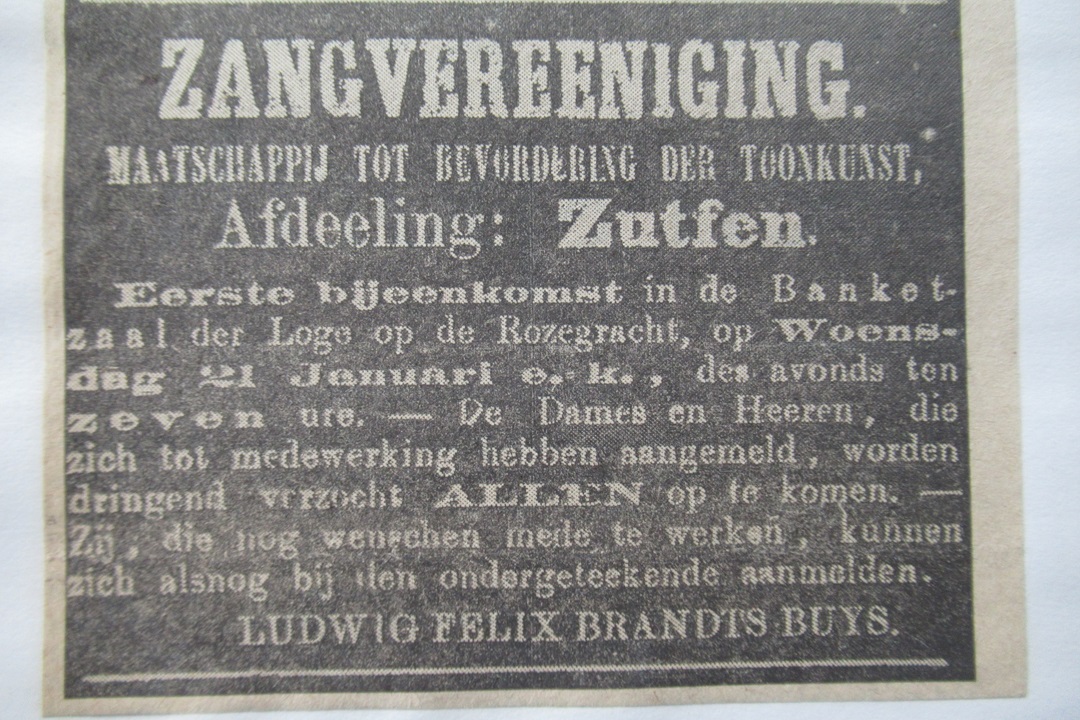 ZANGVEREENIGING.
MAATSCHAPPIJ TOT BEVORDERING DER TOONKUNST,
Afdeeling: Zutfen.
Eerste bijeenkomst in de Banket-
zaal der Loge op de Rozegracht, op Woens-
dag 21 Januari e. k., des avonds ten
zeven ure. — De Dames en Heeren, die
zich tot medewerking hebben aangemeld, worden
dringend verzocht ALLEN op te komen. —
Zij, die nog wenschen mede te werken, kunnen
zich alsnog bij den ondergeteekende aanmelden.
LUDWIG FELIX BRANDTS BUYS.